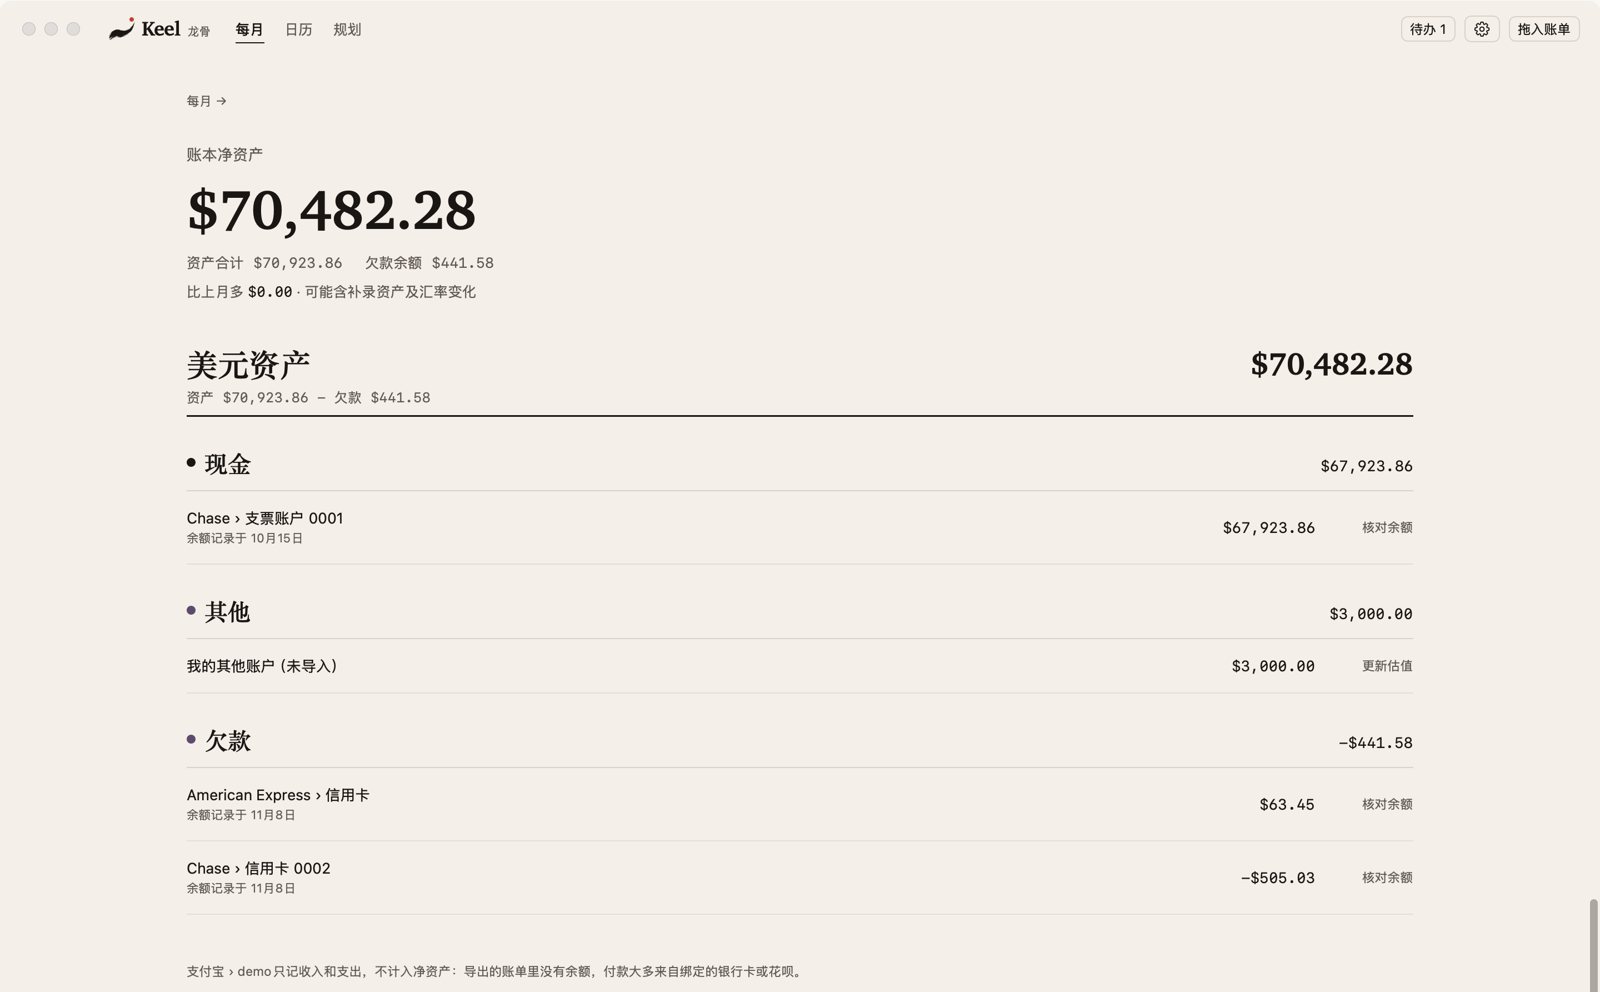 Keel 龙骨 每月 日历 规划 待办 1 拖入账单
每月 →
账本净资产
$70,482.28
资产合计 $70,923.86 欠款余额 $441.58
比上月多 $0.00 · 可能含补录资产及汇率变化
美元资产 $70,482.28
资产 $70,923.86 − 欠款 $441.58
现金 $67,923.86
Chase › 支票账户 0001 $67,923.86 核对余额
余额记录于 10月15日
其他 $3,000.00
我的其他账户 (未导入) $3,000.00 更新估值
欠款 −$441.58
American Express › 信用卡 $63.45 核对余额
余额记录于 11月8日
Chase › 信用卡 0002 −$505.03 核对余额
余额记录于 11月8日
支付宝 › demo 只记收入和支出，不计入净资产：导出的账单里没有余额，付款大多来自绑定的银行卡或花呗。